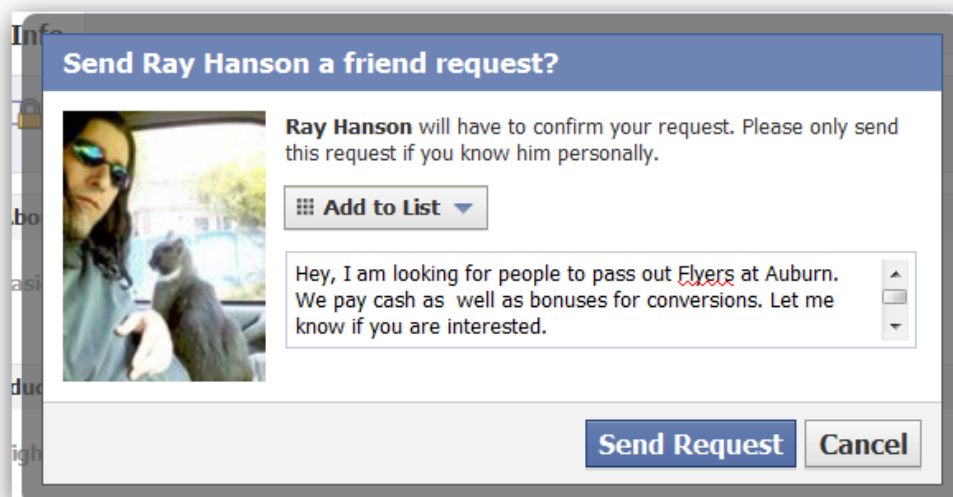 Info
Send Ray Hanson a friend request?
Ray Hanson will have to confirm your request. Please only send
this request if you know him personally.
Add to List
Hey, I am looking for people to pass out Flyers at Auburn.
We pay cash as  well as bonuses for conversions. Let me
know if you are interested.
Send Request Cancel